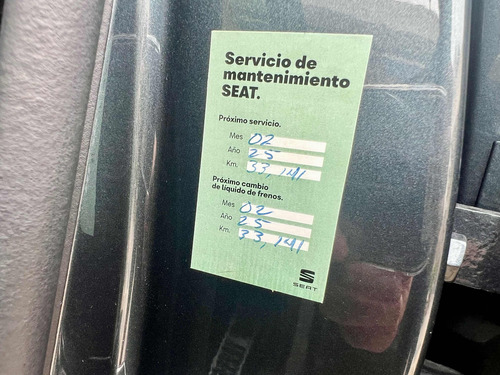 Servicio de
mantenimiento
SEAT.
Próximo servicio.
Mes 02
Año 25
Km. 33,141
Próximo cambio
de líquido de frenos.
Mes 02
Año 25
Km. 33,141
SEAT